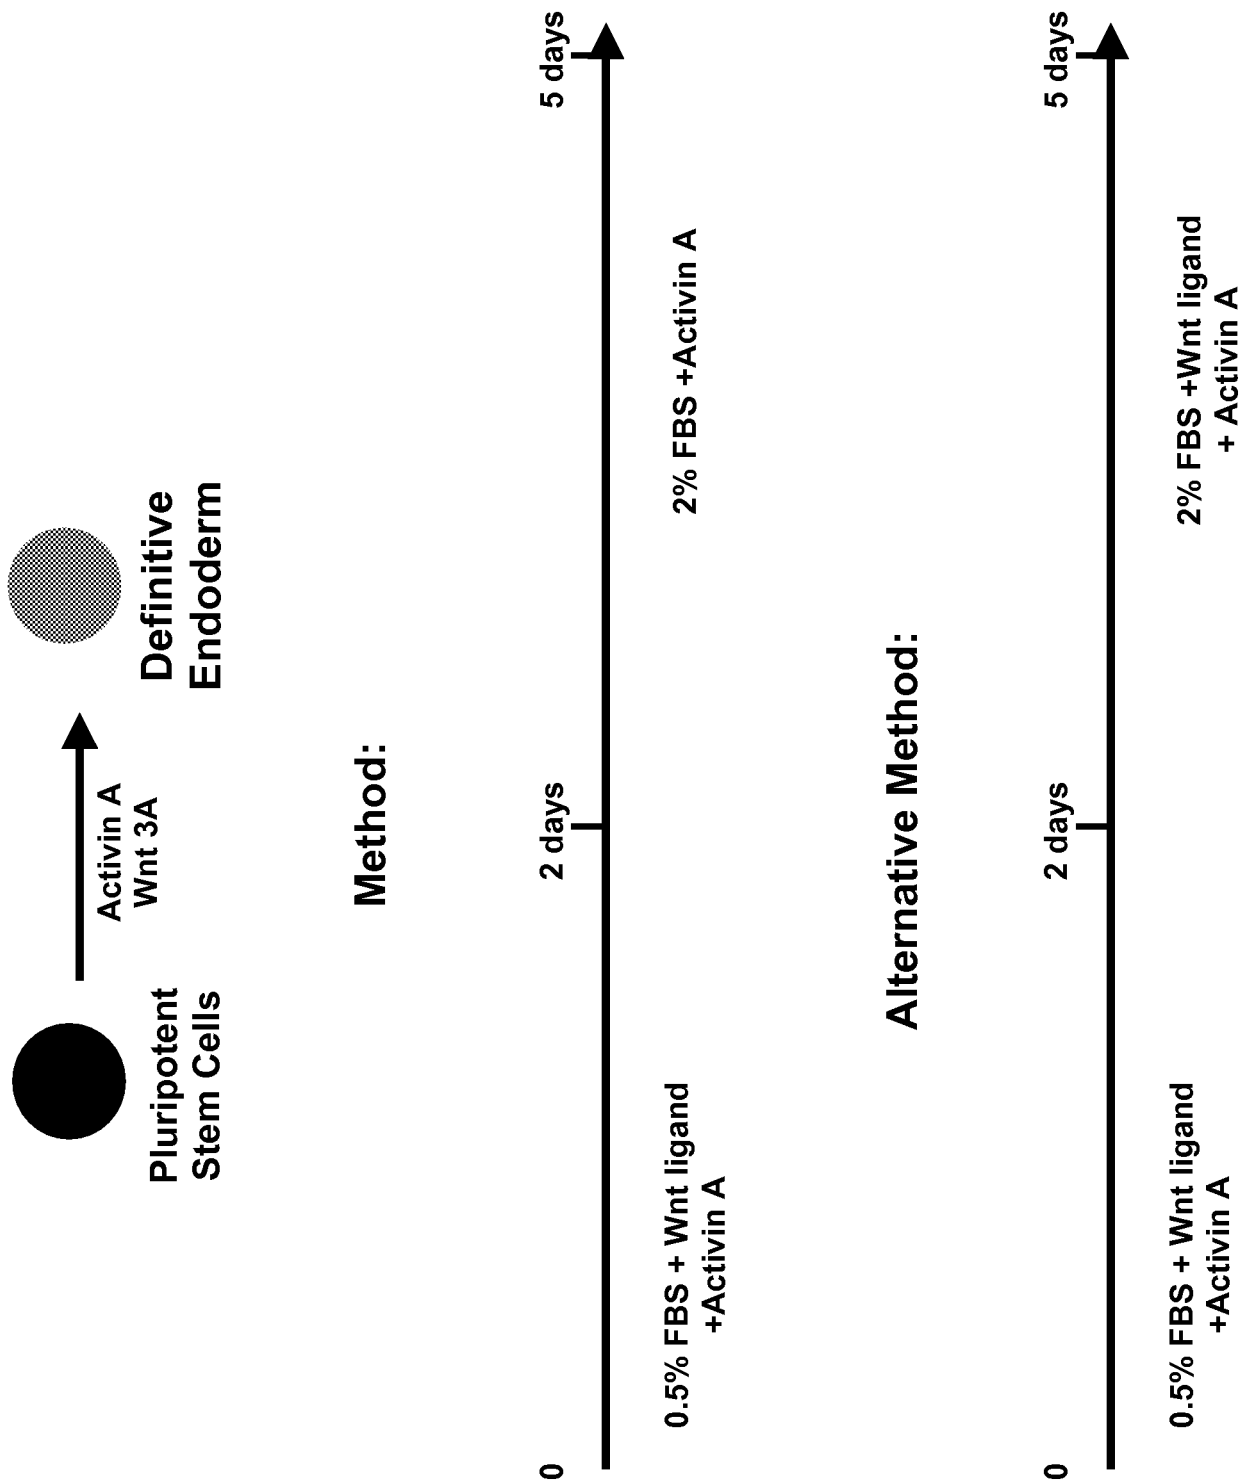 Activin A
Wnt 3A
Pluripotent
Stem Cells
Definitive
Endoderm
Method:
0
2 days
5 days
0.5% FBS + Wnt ligand
+Activin A
2% FBS +Activin A
Alternative Method:
0
2 days
5 days
0.5% FBS + Wnt ligand
+Activin A
2% FBS +Wnt ligand
+ Activin A